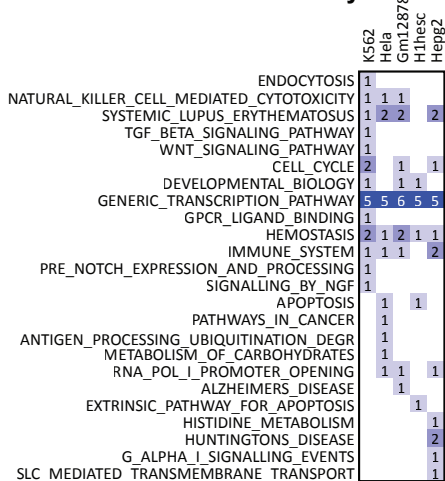 K562
Hela
Gm12878
H1hesc
Hepg2
ENDOCYTOSIS 1
NATURAL_KILLER_CELL_MEDIATED_CYTOTOXICITY 1 1 1
SYSTEMIC_LUPUS_ERYTHEMATOSUS 1 2 2 2
TGF_BETA_SIGNALING_PATHWAY 1
WNT_SIGNALING_PATHWAY 1
CELL_CYCLE 2 1 1
DEVELOPMENTAL_BIOLOGY 1 1 1
GENERIC_TRANSCRIPTION_PATHWAY 5 5 6 5 5
GPCR_LIGAND_BINDING 1
HEMOSTASIS 2 1 2 1 1
IMMUNE_SYSTEM 1 1 1 2
PRE_NOTCH_EXPRESSION_AND_PROCESSING 1
SIGNALLING_BY_NGF 1
APOPTOSIS 1 1
PATHWAYS_IN_CANCER 1
ANTIGEN_PROCESSING_UBIQUITINATION_DEGR 1
METABOLISM_OF_CARBOHYDRATES 1
RNA_POL_I_PROMOTER_OPENING 1 1 1
ALZHEIMERS_DISEASE 1
EXTRINSIC_PATHWAY_FOR_APOPTOSIS 1
HISTIDINE_METABOLISM 1
HUNTINGTONS_DISEASE 2
G_ALPHA_I_SIGNALLING_EVENTS 1
SLC_MEDIATED_TRANSMEMBRANE_TRANSPORT 1